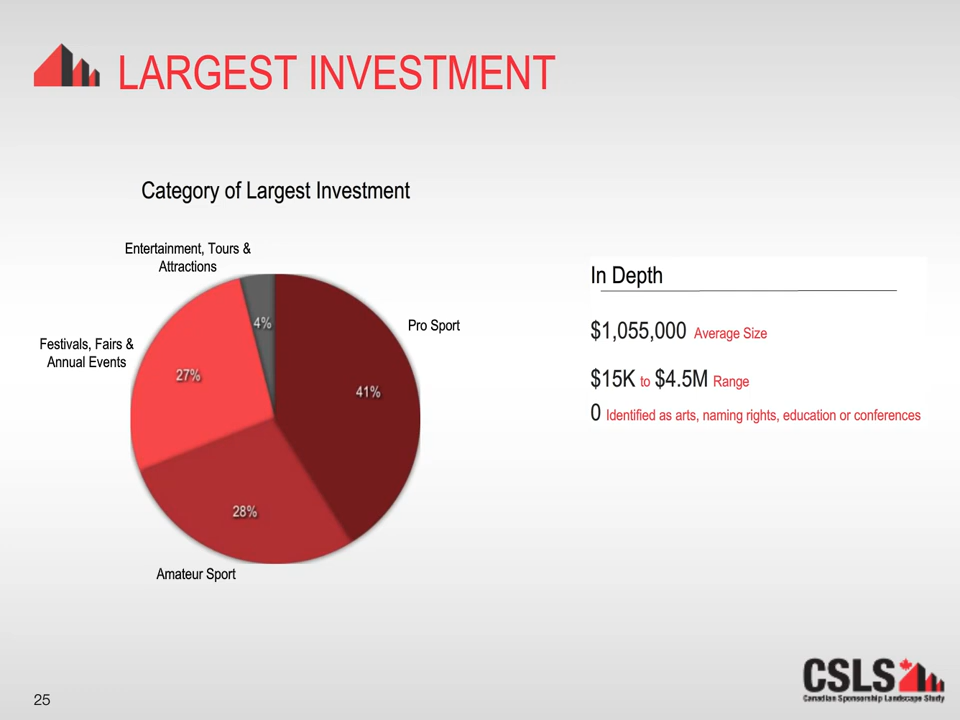 LARGEST INVESTMENT
Category of Largest Investment
Entertainment, Tours &
Attractions
4%
Pro Sport
Festivals, Fairs &
Annual Events
27%
41%
28%
Amateur Sport
In Depth
$1,055,000 Average Size
$15K to $4.5M Range
0 Identified as arts, naming rights, education or conferences
25
CSLS
Canadian Sponsorship Landscape Study